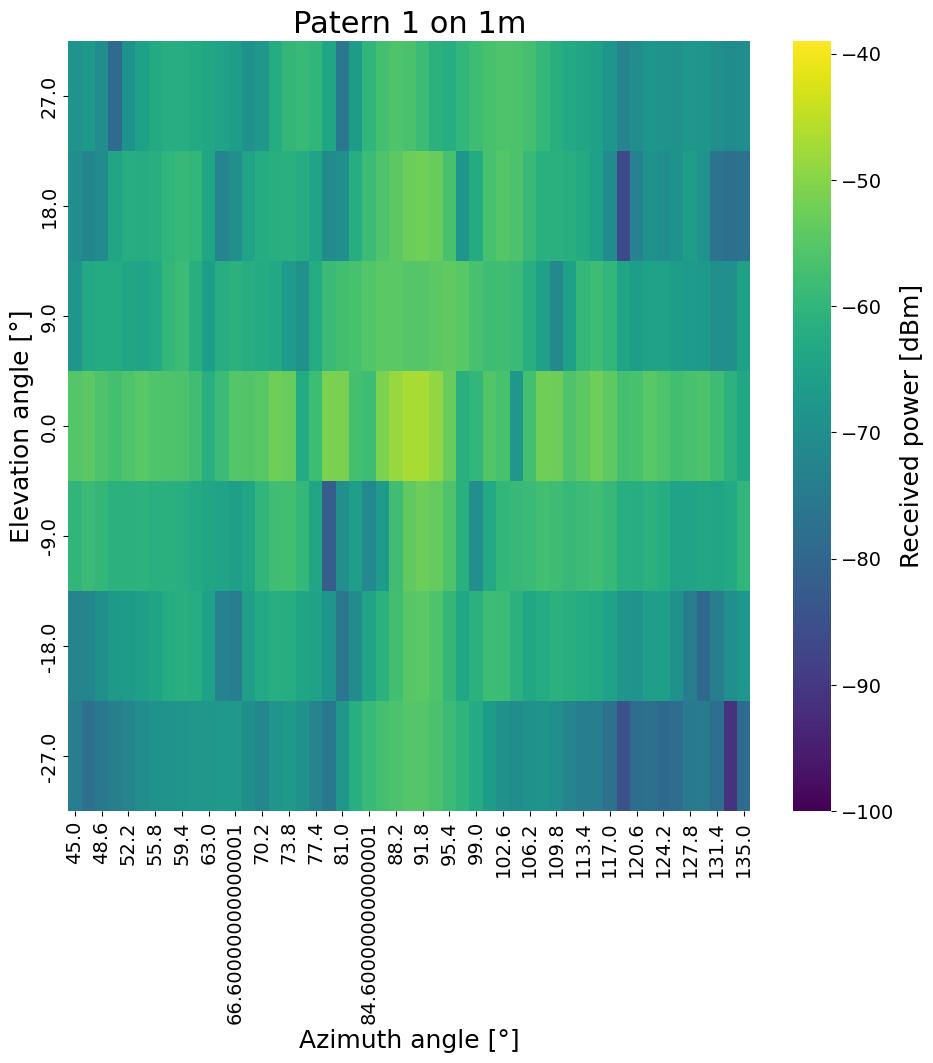 Patern 1 on 1m
Elevation angle [°]
27.0
18.0
9.0
0.0
-9.0
-18.0
-27.0
45.0 48.6 52.2 55.8 59.4 63.0 66.60000000000001 70.2 73.8 77.4 81.0 84.60000000000001 88.2 91.8 95.4 99.0 102.6 106.2 109.8 113.4 117.0 120.6 124.2 127.8 131.4 135.0
Azimuth angle [°]
−40
−50
−60
−70
−80
−90
−100
Received power [dBm]